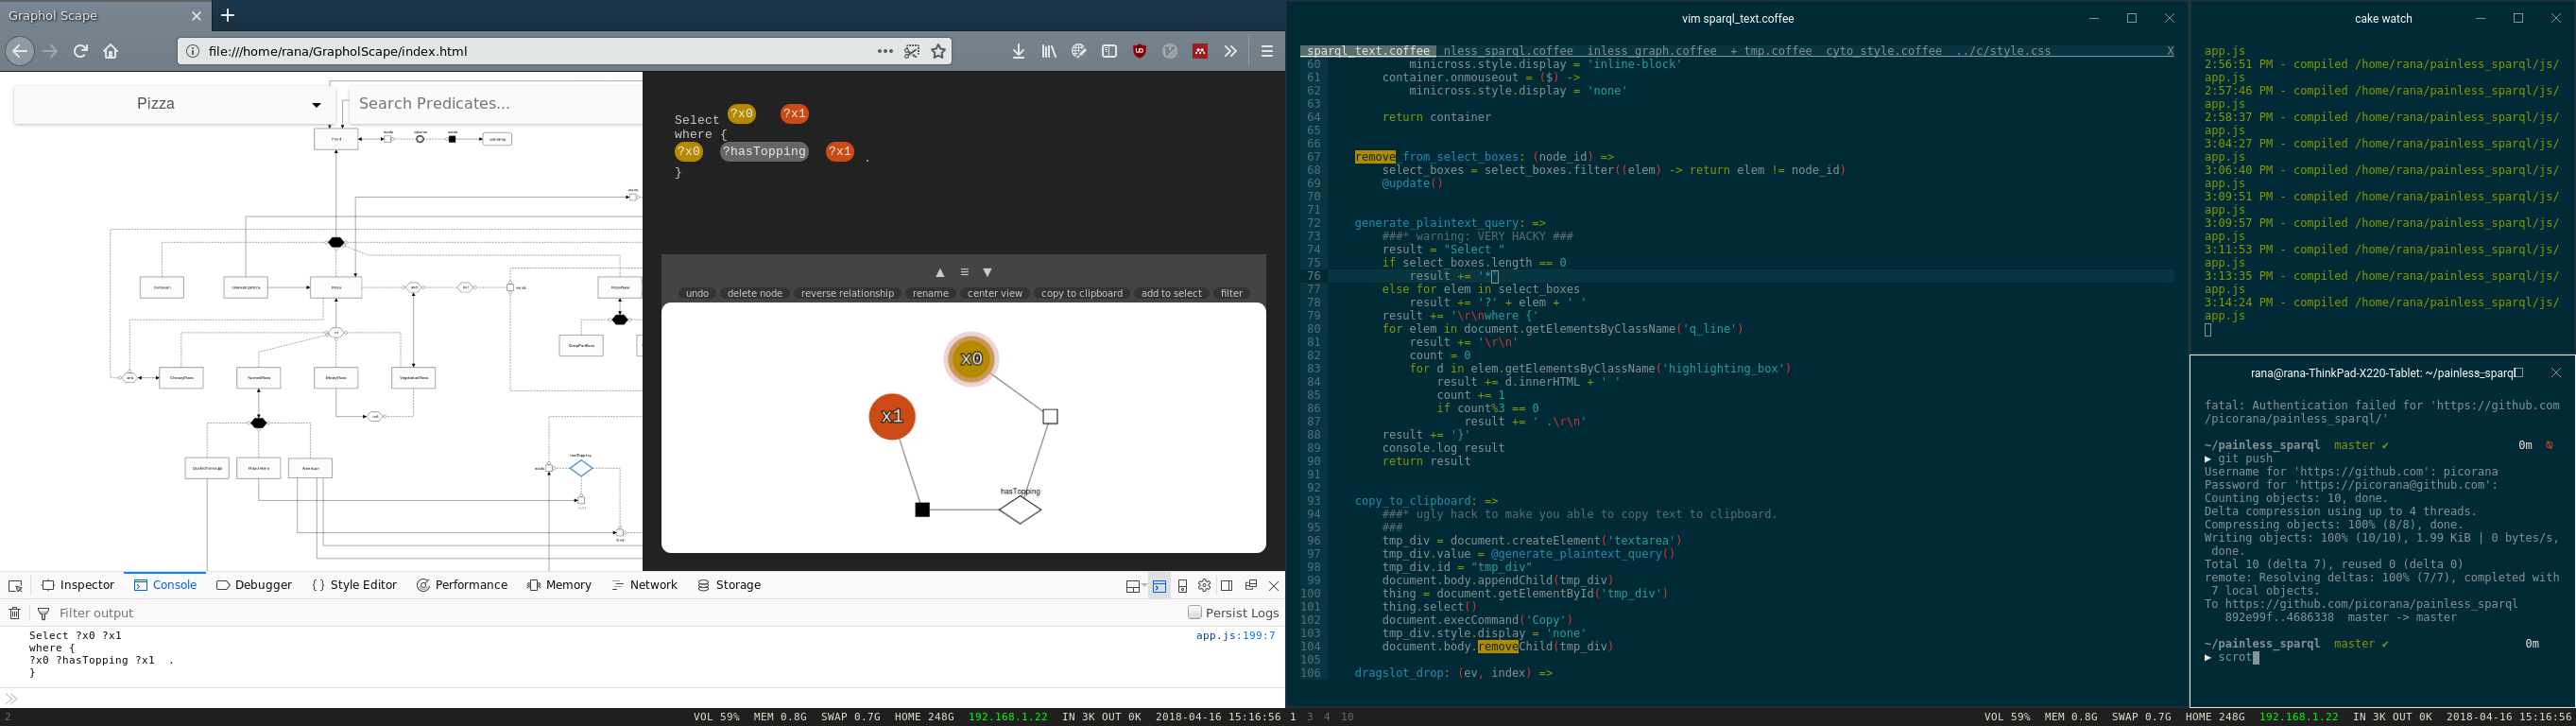 Graphol Scape
file:///home/rana/GrapholScape/index.html
Pizza
Search Predicates...
Select ?x0 ?x1
where {
?x0 ?hasTopping ?x1 .
}
undo delete node reverse relationship rename center view copy to clipboard add to select filter
x0
x1
hasTopping
Inspector Console Debugger Style Editor Performance Memory Network Storage
Filter output
Persist Logs
Select ?x0 ?x1
where {
?x0 ?hasTopping ?x1 .
}
app.js:199:7
2 VOL 59% MEM 0.8G SWAP 0.7G HOME 248G 192.168.1.22 IN 3K OUT 0K 2018-04-16 15:16:56
vim sparql_text.coffee
sparql_text.coffee nless_sparql.coffee inless_graph.coffee + tmp.coffee cyto_style.coffee ../c/style.css X
60 minicross.style.display = 'inline-block'
61 container.onmouseout = ($) ->
62 minicross.style.display = 'none'
63
64 return container
65
66
67 remove_from_select_boxes: (node_id) =>
68 select_boxes = select_boxes.filter((elem) -> return elem != node_id)
69 @update()
70
71
72 generate_plaintext_query: =>
73 ###* warning: VERY HACKY ###
74 result = "Select "
75 if select_boxes.length == 0
76 result += '*'
77 else for elem in select_boxes
78 result += '?' + elem + ' '
79 result += '\r\nwhere {'
80 for elem in document.getElementsByClassName('q_line')
81 result += '\r\n'
82 count = 0
83 for d in elem.getElementsByClassName('highlighting_box')
84 result += d.innerHTML + ' '
85 count += 1
86 if count%3 == 0
87 result += ' .\r\n'
88 result += '}'
89 console.log result
90 return result
91
92
93 copy_to_clipboard: =>
94 ###* ugly hack to make you able to copy text to clipboard.
95 ###
96 tmp_div = document.createElement('textarea')
97 tmp_div.value = @generate_plaintext_query()
98 tmp_div.id = "tmp_div"
99 document.body.appendChild(tmp_div)
100 thing = document.getElementById('tmp_div')
101 thing.select()
102 document.execCommand('Copy')
103 tmp_div.style.display = 'none'
104 document.body.removeChild(tmp_div)
105
106 dragslot_drop: (ev, index) =>
cake watch
app.js
2:56:51 PM - compiled /home/rana/painless_sparql/js/
app.js
2:57:46 PM - compiled /home/rana/painless_sparql/js/
app.js
2:58:37 PM - compiled /home/rana/painless_sparql/js/
app.js
3:04:27 PM - compiled /home/rana/painless_sparql/js/
app.js
3:06:40 PM - compiled /home/rana/painless_sparql/js/
app.js
3:09:51 PM - compiled /home/rana/painless_sparql/js/
app.js
3:09:57 PM - compiled /home/rana/painless_sparql/js/
app.js
3:11:53 PM - compiled /home/rana/painless_sparql/js/
app.js
3:13:35 PM - compiled /home/rana/painless_sparql/js/
app.js
3:14:24 PM - compiled /home/rana/painless_sparql/js/
app.js
rana@rana-ThinkPad-X220-Tablet: ~/painless_sparql
fatal: Authentication failed for 'https://github.com
/picorana/painless_sparql/'
~/painless_sparql master ✔ 0m
▶ git push
Username for 'https://github.com': picorana
Password for 'https://picorana@github.com':
Counting objects: 10, done.
Delta compression using up to 4 threads.
Compressing objects: 100% (8/8), done.
Writing objects: 100% (10/10), 1.99 KiB | 0 bytes/s,
done.
Total 10 (delta 7), reused 0 (delta 0)
remote: Resolving deltas: 100% (7/7), completed with
7 local objects.
To https://github.com/picorana/painless_sparql
892e99f..4686338 master -> master
~/painless_sparql master ✔ 0m
▶ scrot
1 3 4 10 VOL 59% MEM 0.8G SWAP 0.7G HOME 248G 192.168.1.22 IN 3K OUT 0K 2018-04-16 15:16:56